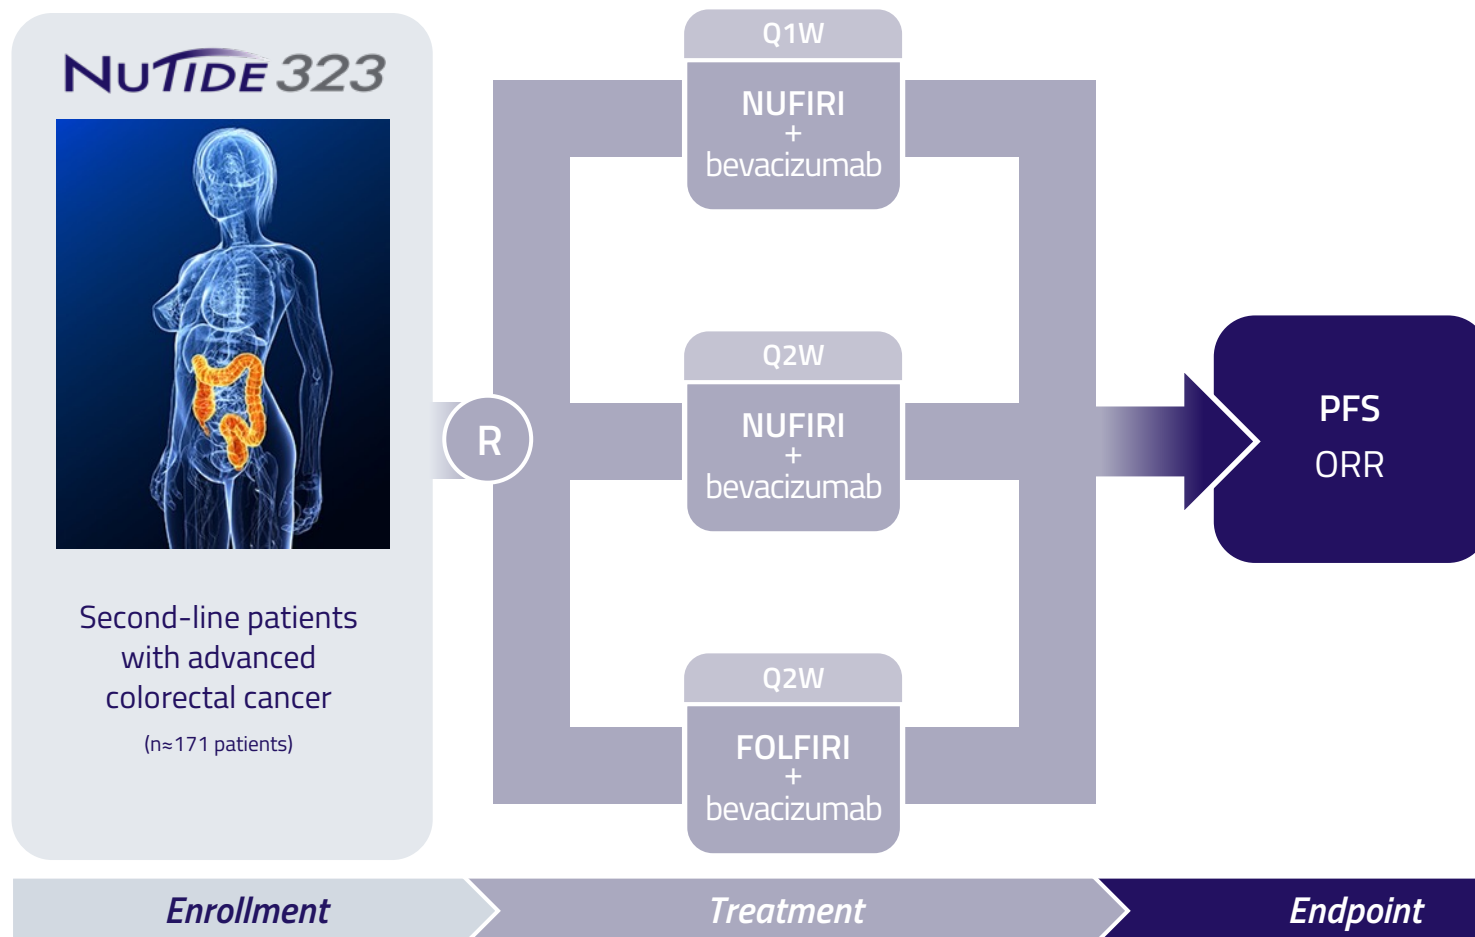 NUTIDE 323
Second-line patients
with advanced
colorectal cancer
(n≈171 patients)
R
Q1W
NUFIRI
+
bevacizumab
Q2W
NUFIRI
+
bevacizumab
Q2W
FOLFIRI
+
bevacizumab
PFS
ORR
Enrollment
Treatment
Endpoint